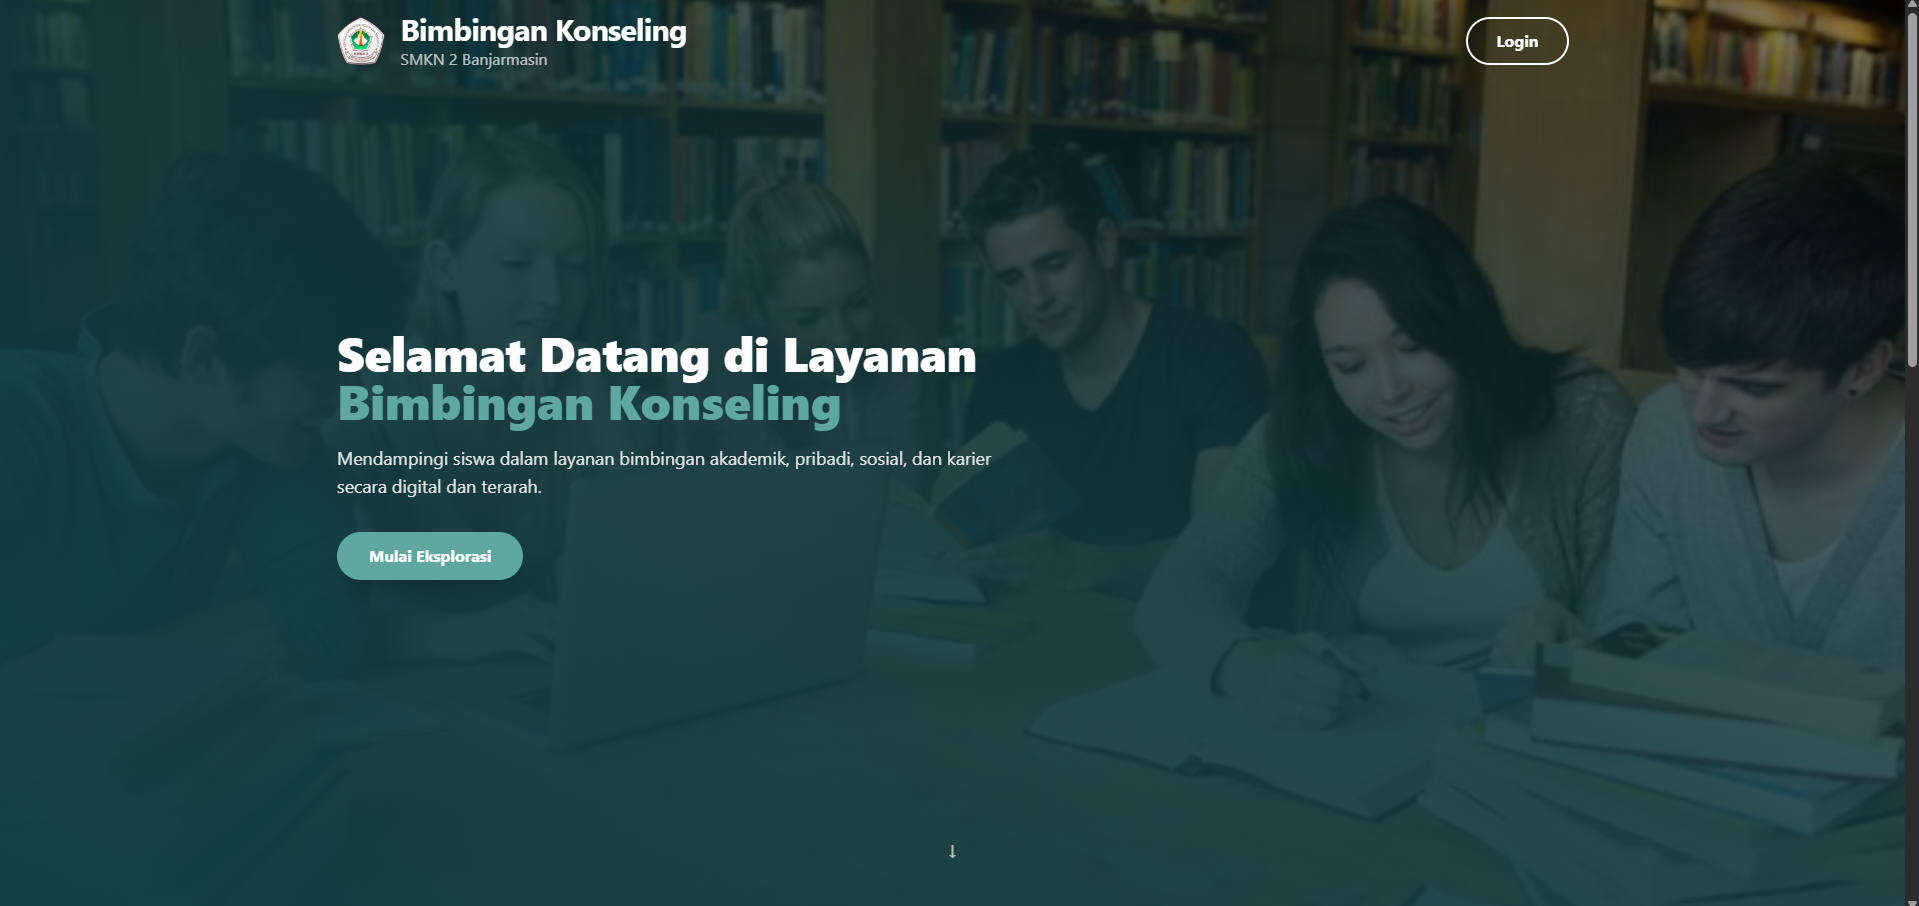 Bimbingan Konseling
SMKN 2 Banjarmasin
Login
Selamat Datang di Layanan
Bimbingan Konseling
Mendampingi siswa dalam layanan bimbingan akademik, pribadi, sosial, dan karier
secara digital dan terarah.
Mulai Eksplorasi
↓